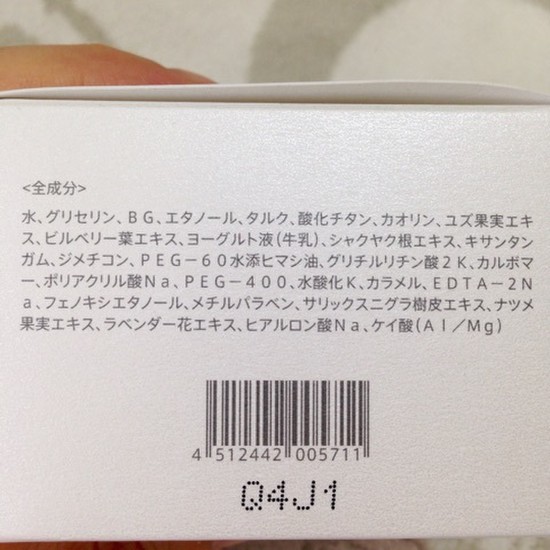 <全成分>
水、グリセリン、ＢＧ、エタノール、タルク、酸化チタン、カオリン、ユズ果実エキ
ス、ビルベリー葉エキス、ヨーグルト液（牛乳）、シャクヤク根エキス、キサンタン
ガム、ジメチコン、ＰＥＧ－６０水添ヒマシ油、グリチルリチン酸２Ｋ、カルボマ
ー、ポリアクリル酸Ｎａ、ＰＥＧ－４００、水酸化Ｋ、カラメル、ＥＤＴＡ－２Ｎ
ａ、フェノキシエタノール、メチルパラベン、サリックスニグラ樹皮エキス、ナツメ
果実エキス、ラベンダー花エキス、ヒアルロン酸Ｎａ、ケイ酸（Ａｌ／Ｍｇ）
4 512442 005711
Q4J1